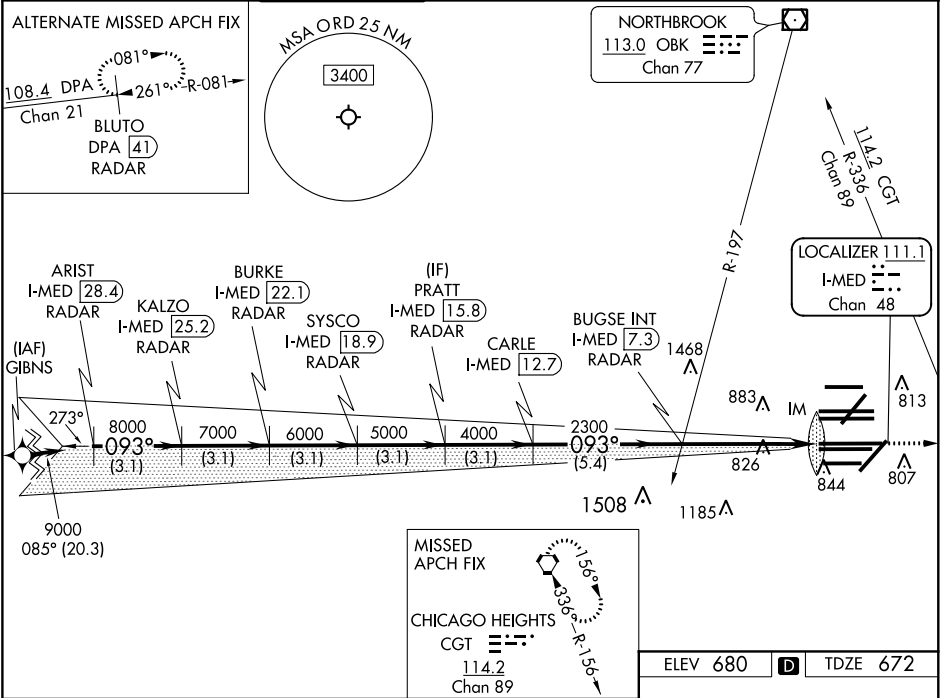 ALTERNATE MISSED APCH FIX
081°
108.4 DPA
261°
R-081
Chan 21
BLUTO
DPA 41
RADAR
MSA ORD 25 NM
3400
NORTHBROOK
113.0 OBK
Chan 77
114.2 CGT
R-336
Chan 89
R-197
LOCALIZER 111.1
I-MED
Chan 48
ARIST
I-MED 28.4
RADAR
KALZO
I-MED 25.2
RADAR
BURKE
I-MED 22.1
RADAR
SYSCO
I-MED 18.9
RADAR
(IF)
PRATT
I-MED 15.8
RADAR
CARLE
I-MED 12.7
BUGSE INT
I-MED 7.3
RADAR
1468
(IAF)
GIBNS
273°
8000
093°
(3.1)
7000
(3.1)
6000
(3.1)
5000
(3.1)
4000
(3.1)
2300
093°
(5.4)
883
IM
813
826
844
807
1508
1185
9000
085° (20.3)
MISSED
APCH FIX
156°
336°
R-156
CHICAGO HEIGHTS
CGT
114.2
Chan 89
ELEV 680 D TDZE 672